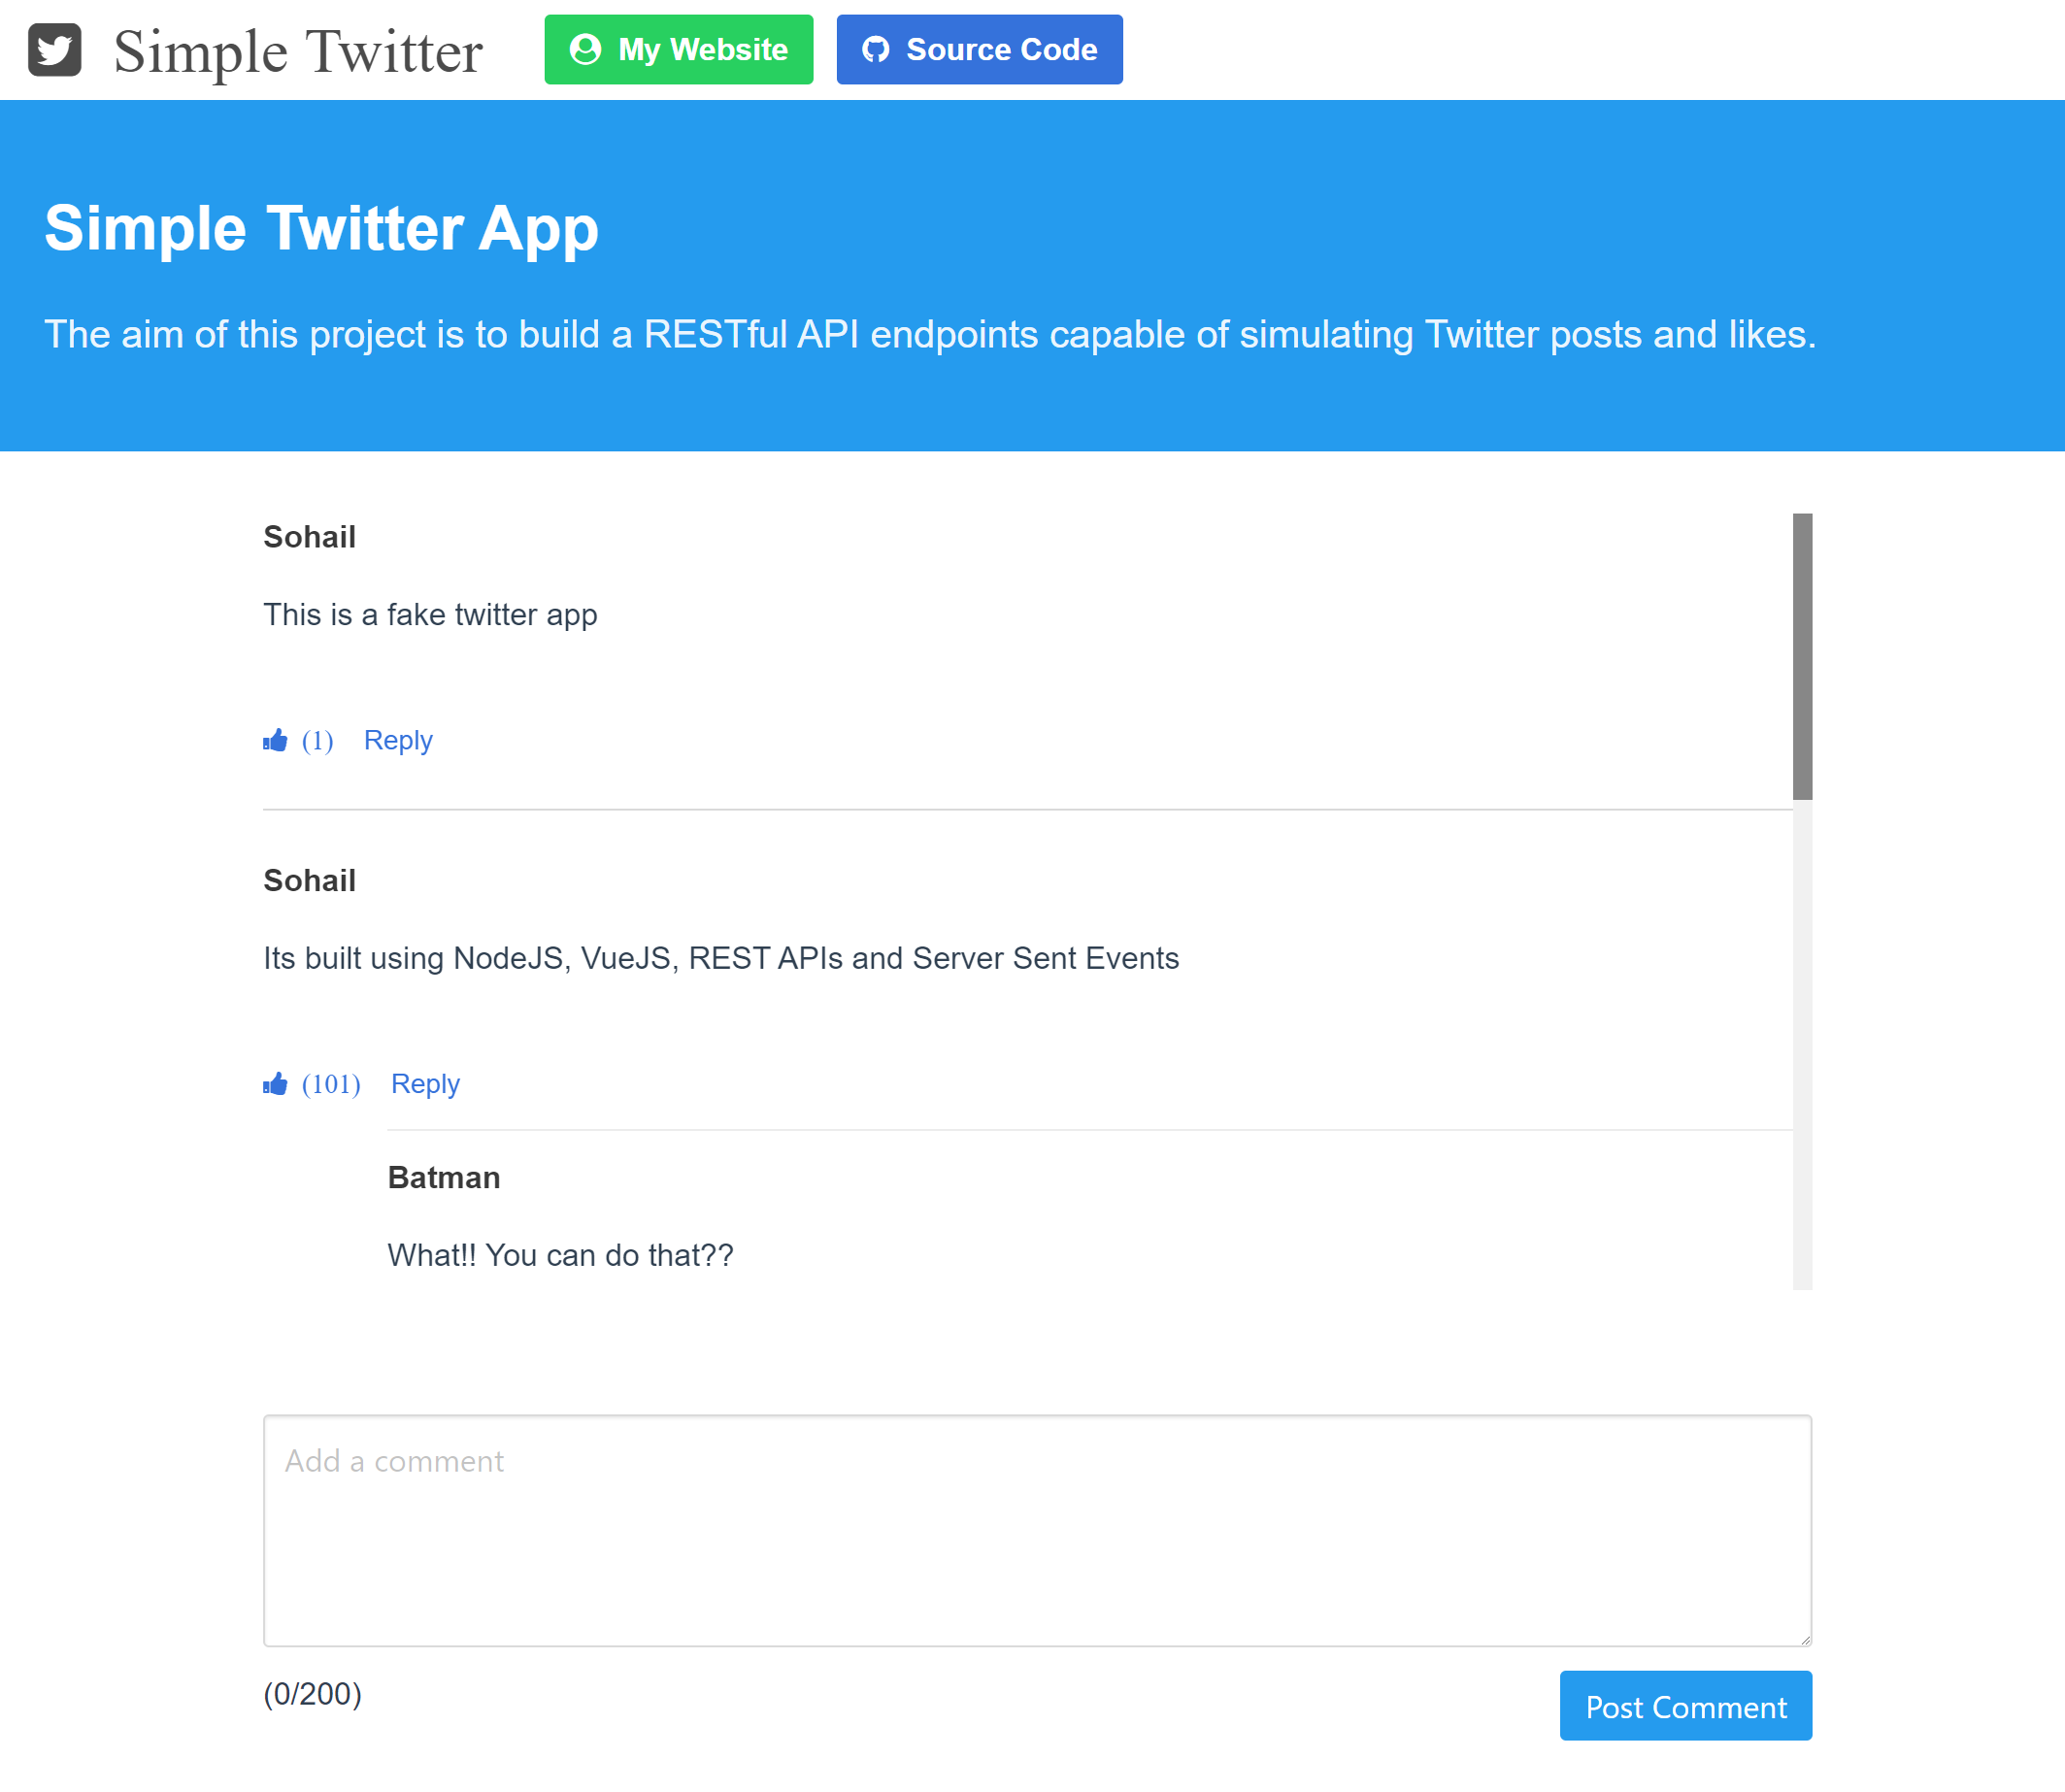 Simple Twitter My Website Source Code
Simple Twitter App
The aim of this project is to build a RESTful API endpoints capable of simulating Twitter posts and likes.
Sohail
This is a fake twitter app
(1) Reply
Sohail
Its built using NodeJS, VueJS, REST APIs and Server Sent Events
(101) Reply
Batman
What!! You can do that??
Add a comment
(0/200)
Post Comment